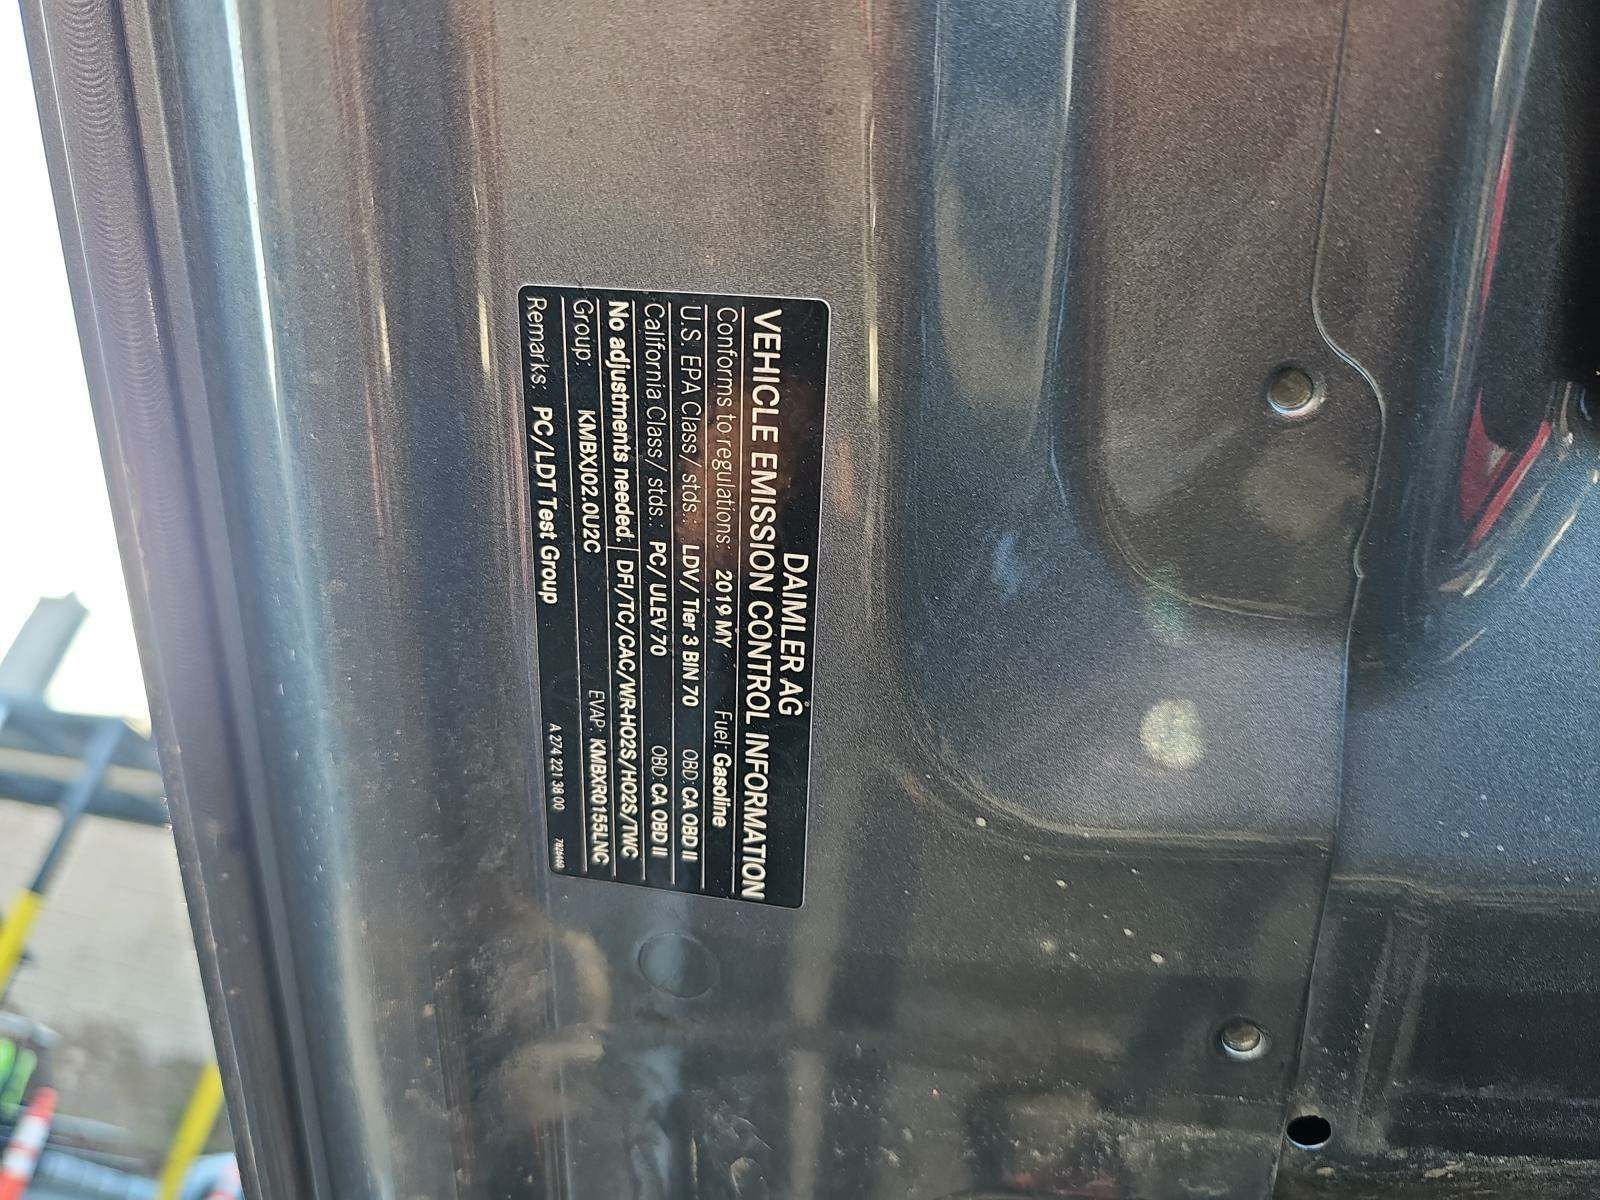 DAIMLER AG
VEHICLE EMISSION CONTROL INFORMATION
Conforms to regulations: 2019 MY Fuel: Gasoline
U.S. EPA Class/ stds.: LDV/ Tier 3 BIN 70 OBD: CA OBD II
California Class/ stds.: PC/ ULEV 70 OBD: CA OBD II
No adjustments needed. DFI/TC/CAC/WR-HO2S/HO2S/TWC
Group: KMBXJ02.0U2C EVAP: KMBXR0155LNC
Remarks: PC/LDT Test Group A 274 221 38 00 7826460